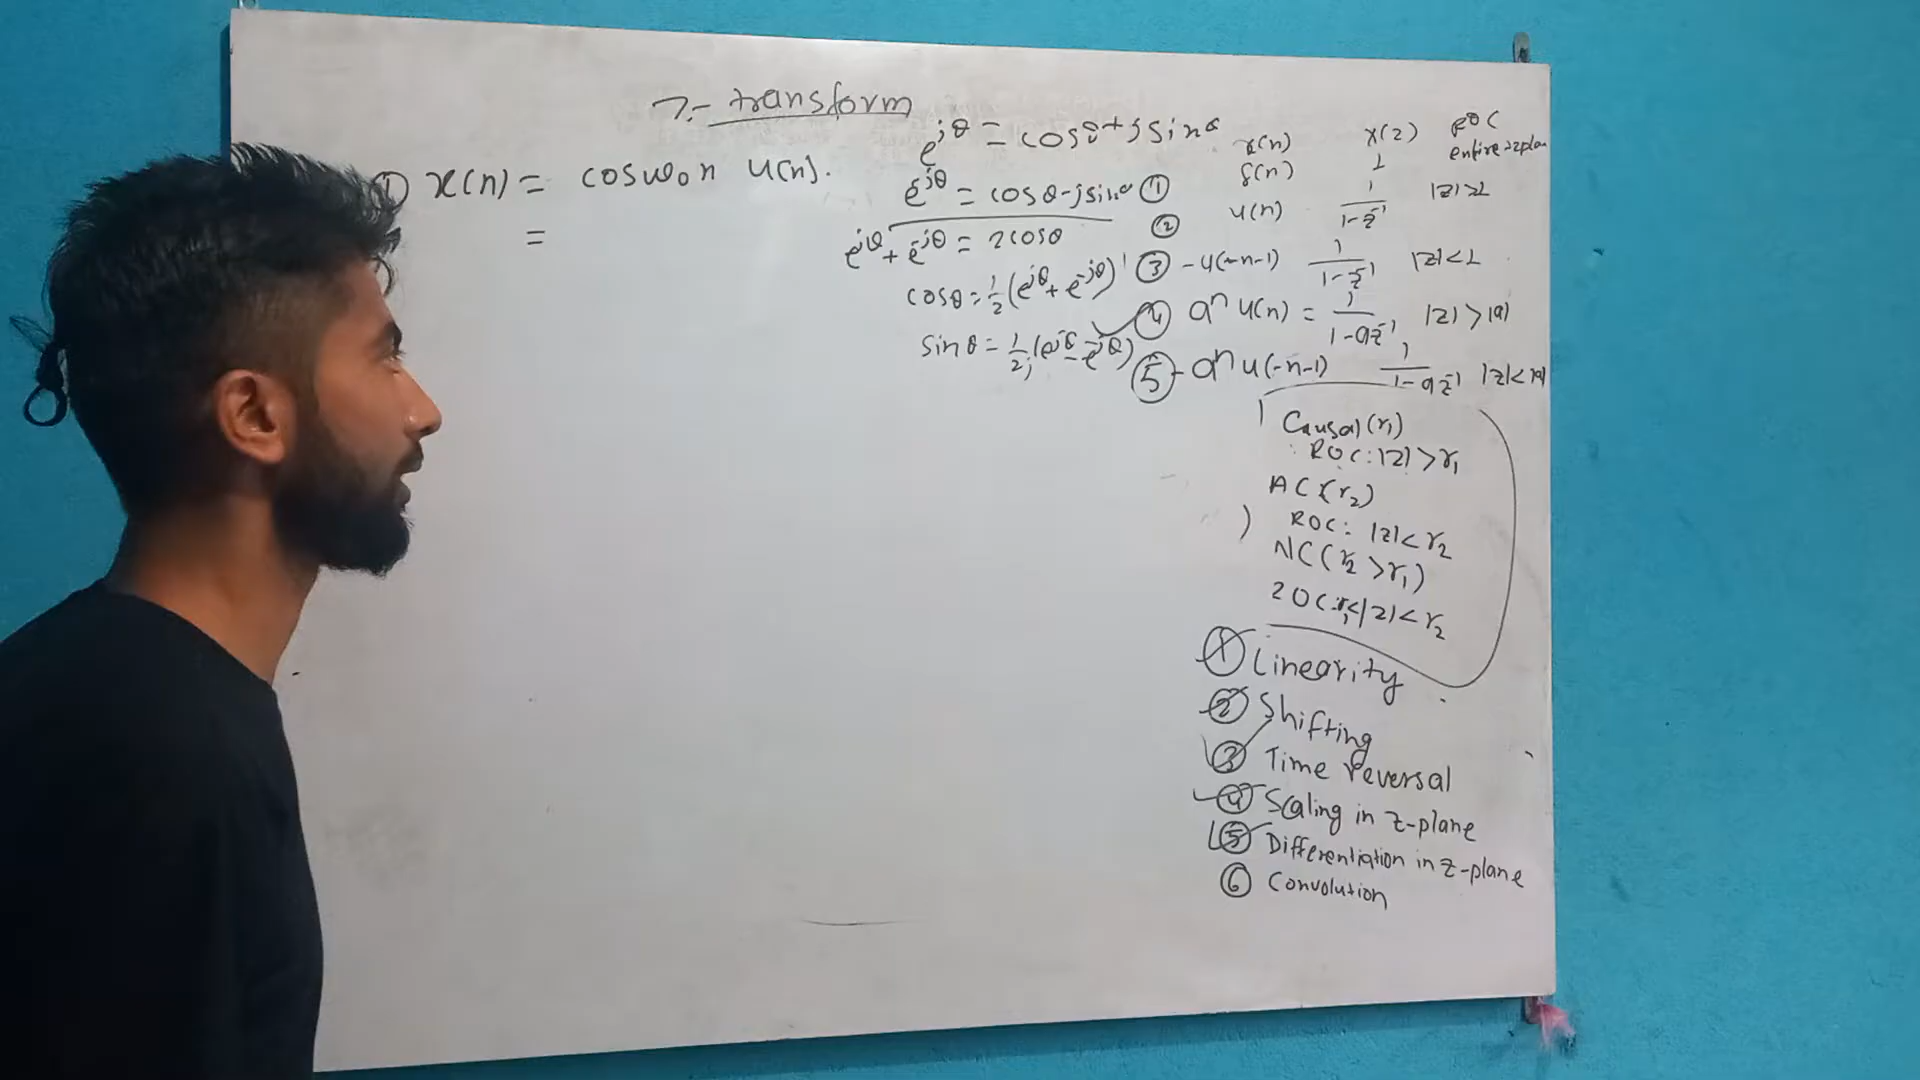 Z- transform
① x(n) = cosω₀n u(n).
=
e^jθ = cosθ+jsinθ
e^-jθ = cosθ-jsinθ
e^jθ + e^-jθ = 2cosθ
cosθ = 1/2 (e^jθ + e^-jθ)
sinθ = 1/2j (e^jθ - e^-jθ)
x(n) X(z) ROC
① δ(n) 1 entire z plan
② u(n) 1/(1-z^-1) |z|>1
③ -u(-n-1) 1/(1-z^-1) |z|<1
④ a^n u(n) = 1/(1-az^-1) |z|>|a|
⑤ -a^n u(-n-1) 1/(1-az^-1) |z|<|a|
Causal (r₁)
ROC: |z|>r₁
AC (r₂)
ROC: |z|<r₂
NC (r₂>r₁)
ROC: r₁<|z|<r₂
① Linearity
② Shifting
③ Time reversal
④ Scaling in z-plane
⑤ Differentiation in z-plane
⑥ Convolution